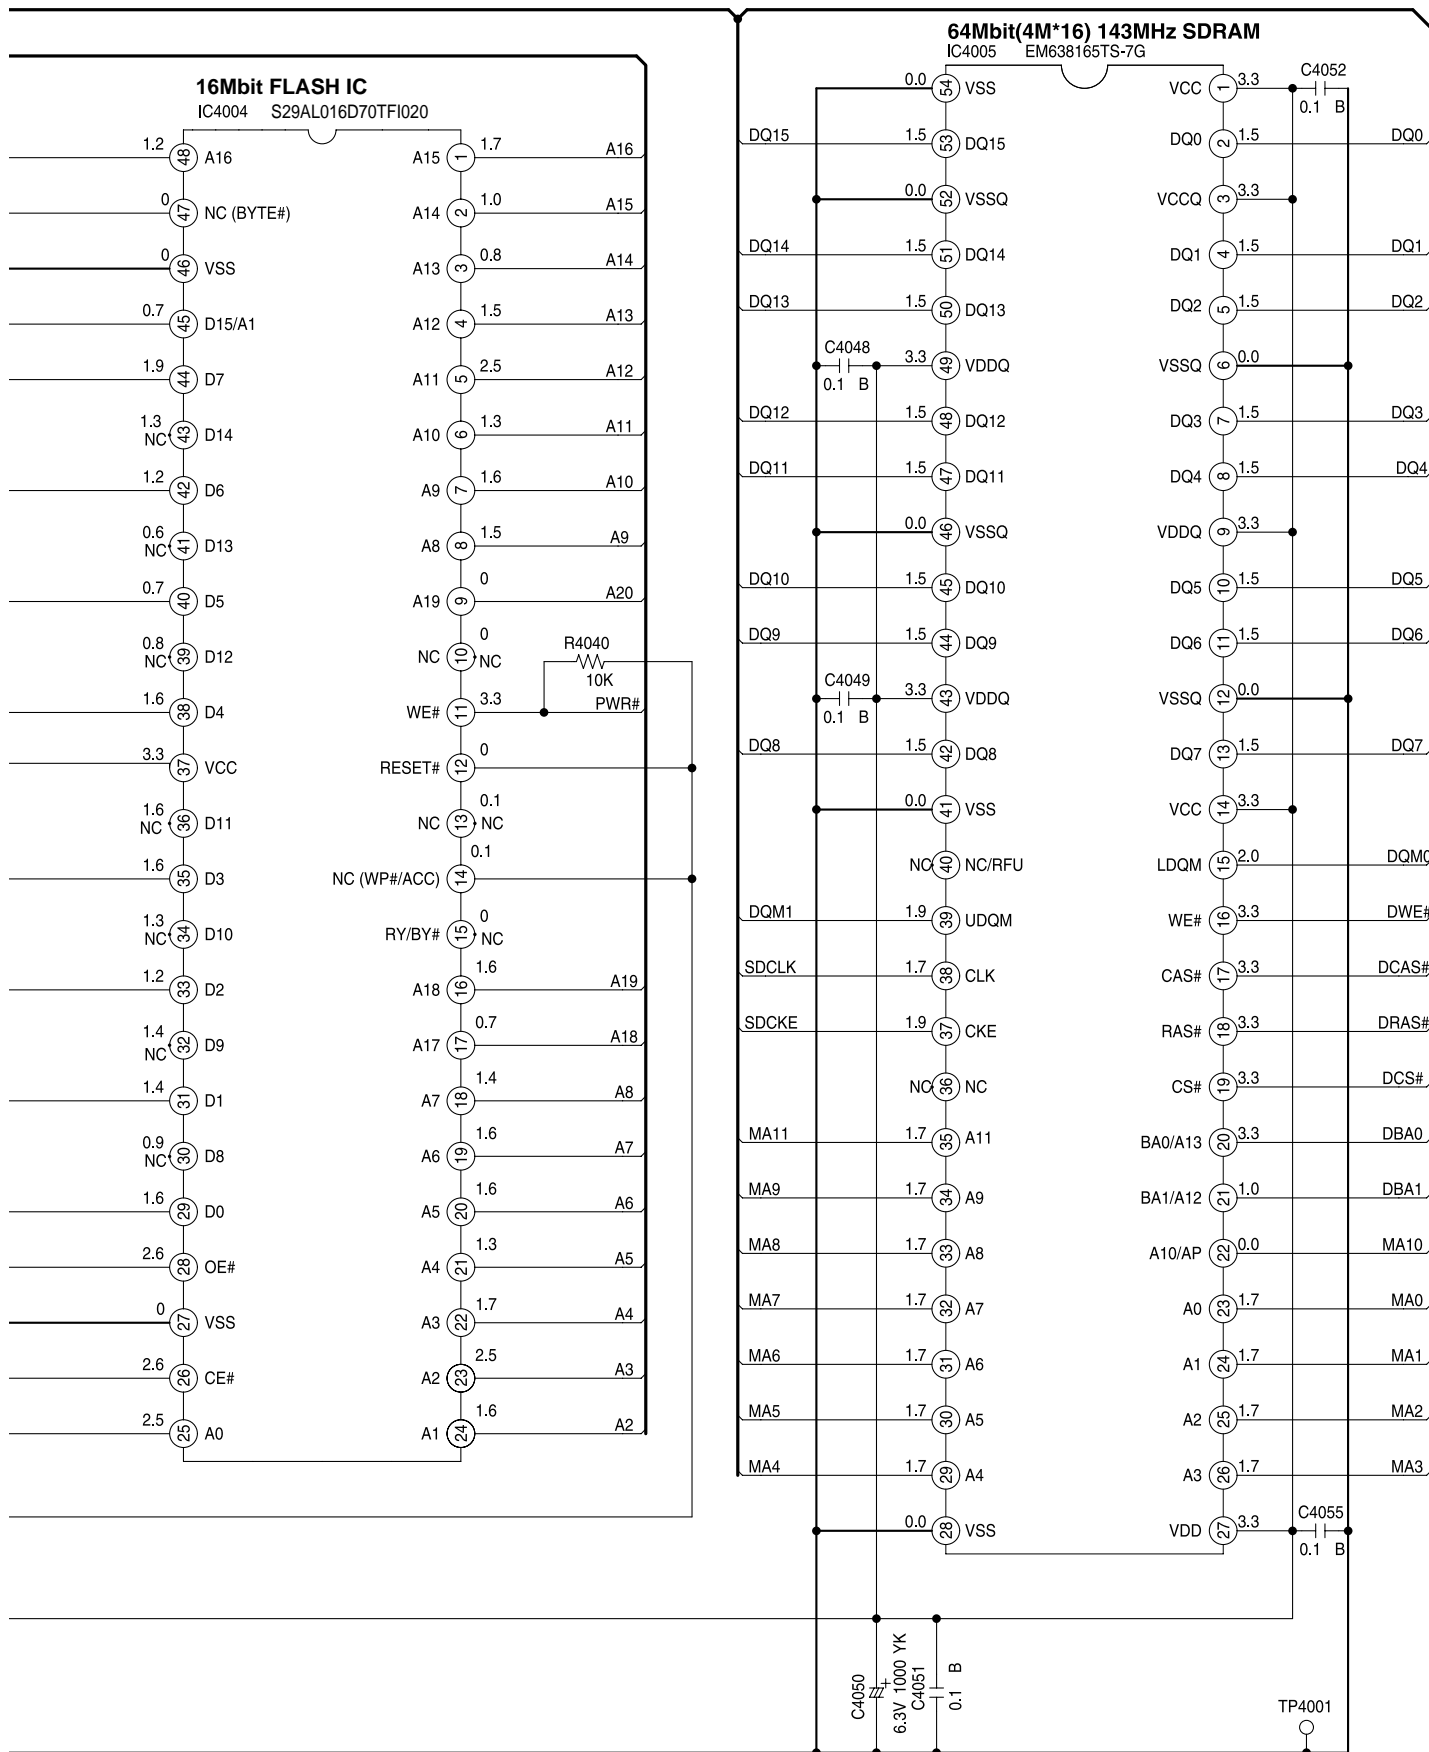 64Mbit(4M*16) 143MHz SDRAM
IC4005 EM638165TS-7G
16Mbit FLASH IC
IC4004 S29AL016D70TFI020
1.2 48 A16 A15 1 1.7 A16
0 47 NC (BYTE#) A14 2 1.0 A15
0 46 VSS A13 3 0.8 A14
0.7 45 D15/A1 A12 4 1.5 A13
1.9 44 D7 A11 5 2.5 A12
1.3 NC 43 D14 A10 6 1.3 A11
1.2 42 D6 A9 7 1.6 A10
0.6 NC 41 D13 A8 8 1.5 A9
0.7 40 D5 A19 9 0 A20
0.8 NC 39 D12 NC 10 0 NC
R4040
10K
1.6 38 D4 WE# 11 3.3 PWR#
3.3 37 VCC RESET# 12 0
1.6 NC 36 D11 NC 13 0.1 NC
1.6 35 D3 NC (WP#/ACC) 14 0.1
1.3 NC 34 D10 RY/BY# 15 0 NC
1.2 33 D2 A18 16 1.6 A19
1.4 NC 32 D9 A17 17 0.7 A18
1.4 31 D1 A7 18 1.4 A8
0.9 NC 30 D8 A6 19 1.6 A7
1.6 29 D0 A5 20 1.6 A6
2.6 28 OE# A4 21 1.3 A5
0 27 VSS A3 22 1.7 A4
2.6 26 CE# A2 23 2.5 A3
2.5 25 A0 A1 24 1.6 A2
0.0 54 VSS VCC 1 3.3
C4052
0.1 B
DQ15 1.5 53 DQ15 DQ0 2 1.5 DQ0
0.0 52 VSSQ VCCQ 3 3.3
DQ14 1.5 51 DQ14 DQ1 4 1.5 DQ1
DQ13 1.5 50 DQ13 DQ2 5 1.5 DQ2
C4048
0.1 B
3.3 49 VDDQ VSSQ 6 0.0
DQ12 1.5 48 DQ12 DQ3 7 1.5 DQ3
DQ11 1.5 47 DQ11 DQ4 8 1.5 DQ4
0.0 46 VSSQ VDDQ 9 3.3
DQ10 1.5 45 DQ10 DQ5 10 1.5 DQ5
DQ9 1.5 44 DQ9 DQ6 11 1.5 DQ6
C4049
0.1 B
3.3 43 VDDQ VSSQ 12 0.0
DQ8 1.5 42 DQ8 DQ7 13 1.5 DQ7
0.0 41 VSS VCC 14 3.3
NC 40 NC/RFU LDQM 15 2.0 DQM0
DQM1 1.9 39 UDQM WE# 16 3.3 DWE#
SDCLK 1.7 38 CLK CAS# 17 3.3 DCAS#
SDCKE 1.9 37 CKE RAS# 18 3.3 DRAS#
NC 36 NC CS# 19 3.3 DCS#
MA11 1.7 35 A11 BA0/A13 20 3.3 DBA0
MA9 1.7 34 A9 BA1/A12 21 1.0 DBA1
MA8 1.7 33 A8 A10/AP 22 0.0 MA10
MA7 1.7 32 A7 A0 23 1.7 MA0
MA6 1.7 31 A6 A1 24 1.7 MA1
MA5 1.7 30 A5 A2 25 1.7 MA2
MA4 1.7 29 A4 A3 26 1.7 MA3
0.0 28 VSS VDD 27 3.3
C4055
0.1 B
C4050
+
6.3V 1000 YK
C4051
0.1 B
TP4001